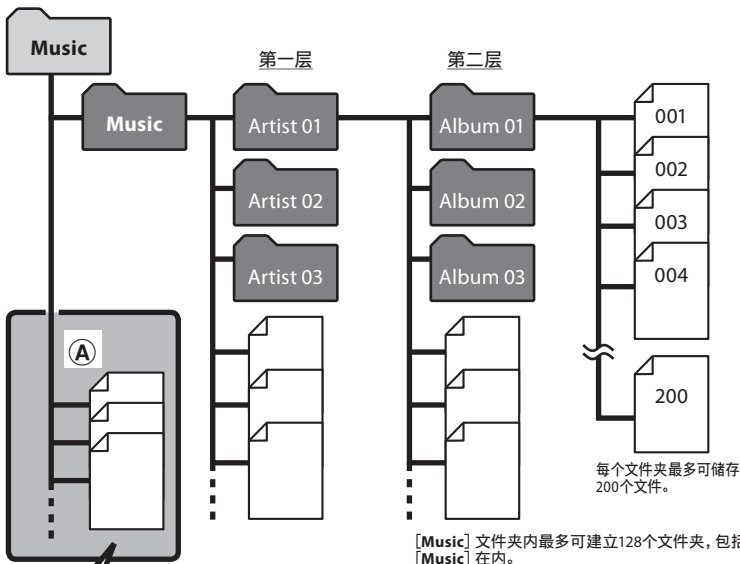 Music
第一层
第二层
Music
Artist 01
Album 01
001
Artist 02
Album 02
002
003
Artist 03
Album 03
004
Ⓐ
200
每个文件夹最多可储存
200个文件。
[Music] 文件夹内最多可建立128个文件夹, 包括
[Music] 在内。